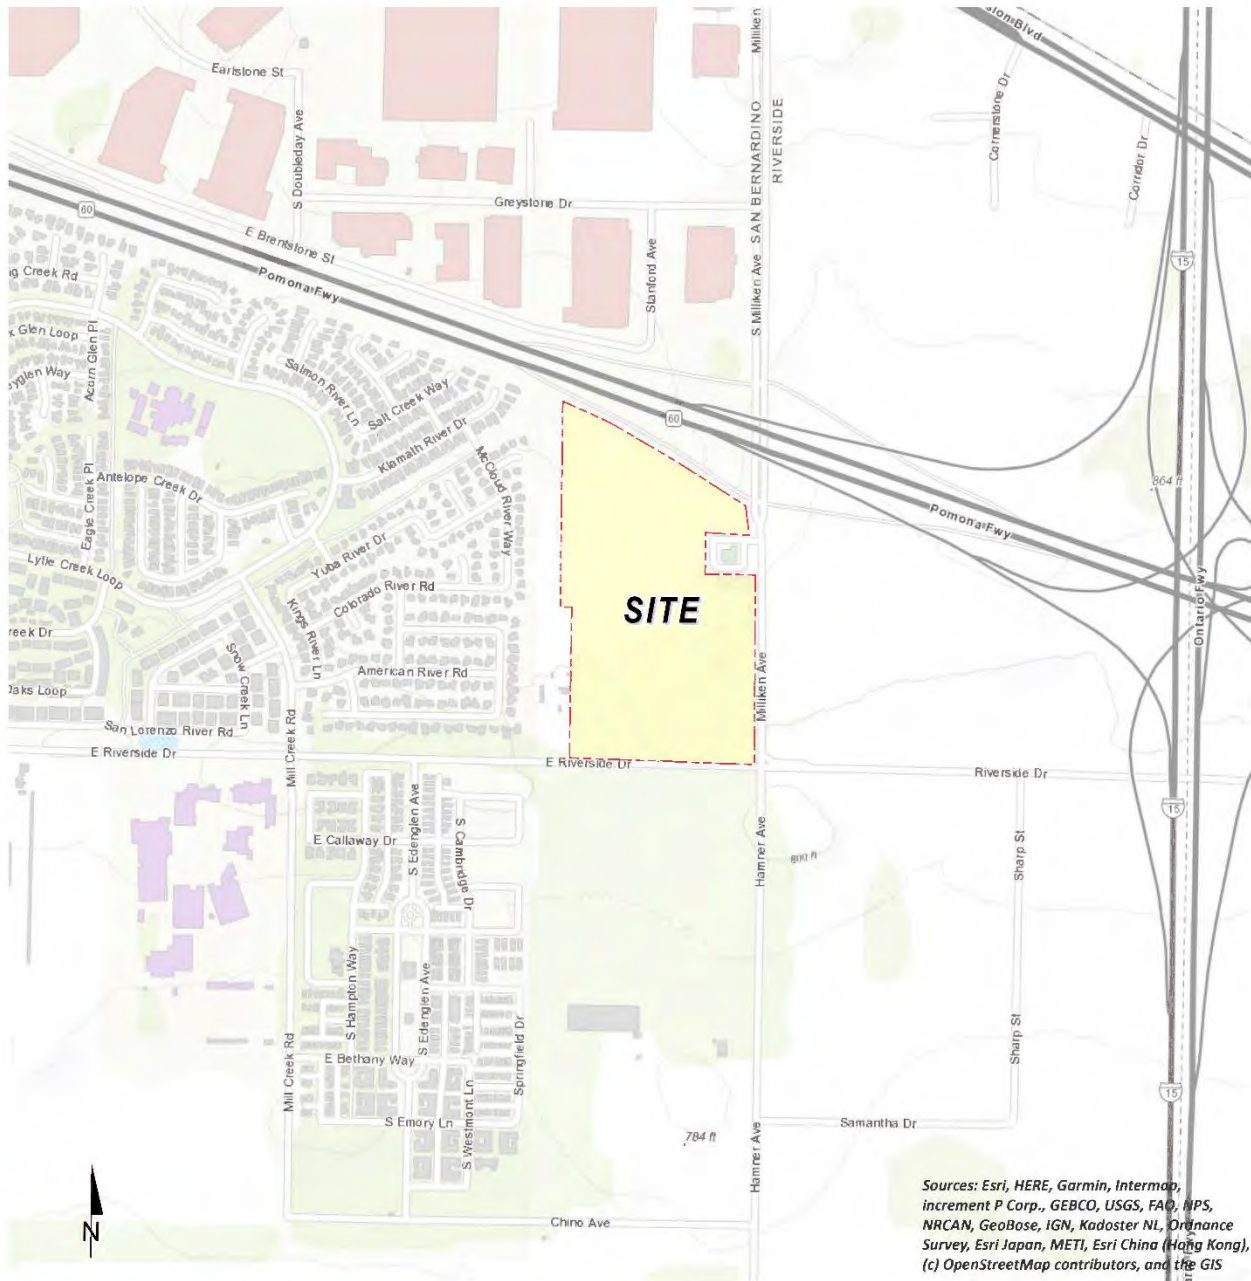 Milliken
Earlstone St
S Doubleday Ave
Cornerstone Dr
Corridor Dr
SAN BERNARDINO
RIVERSIDE
Greystone Dr
60
E Brentstone St
Pomona Fwy
Stanford Ave
S Milliken Ave
15
Creek Rd
Glen Loop
Acorn Glen Pl
Salmon River Ln
Salt Creek Way
Klamath River Dr
McCloud River Way
60
Eagle Creek Pl
Antelope Creek Dr
864 ft
Pomona Fwy
Yuba River Dr
Lytle Creek Loop
Colorado River Rd
Kings River Ln
SITE
Ontario Fwy
Snow Creek Ln
American River Rd
Milliken Ave
Oaks Loop
San Lorenzo River Rd
Mill Creek Rd
E Riverside Dr
E Riverside Dr
Riverside Dr
15
E Callaway Dr
S Edenglen Ave
S Cambridge Dr
Hamner Ave
800 ft
Sharp St
S Hampton Way
S Edenglen Ave
Springfield Dr
Sharp St
E Bethany Way
Mill Creek Rd
S Emory Ln
S Westmont Ln
784 ft
Samantha Dr
15
Hamner Ave
Chino Ave
N
Sources: Esri, HERE, Garmin, Intermap,
increment P Corp., GEBCO, USGS, FAO, NPS,
NRCAN, GeoBase, IGN, Kadaster NL, Ordnance
Survey, Esri Japan, METI, Esri China (Hong Kong),
(c) OpenStreetMap contributors, and the GIS